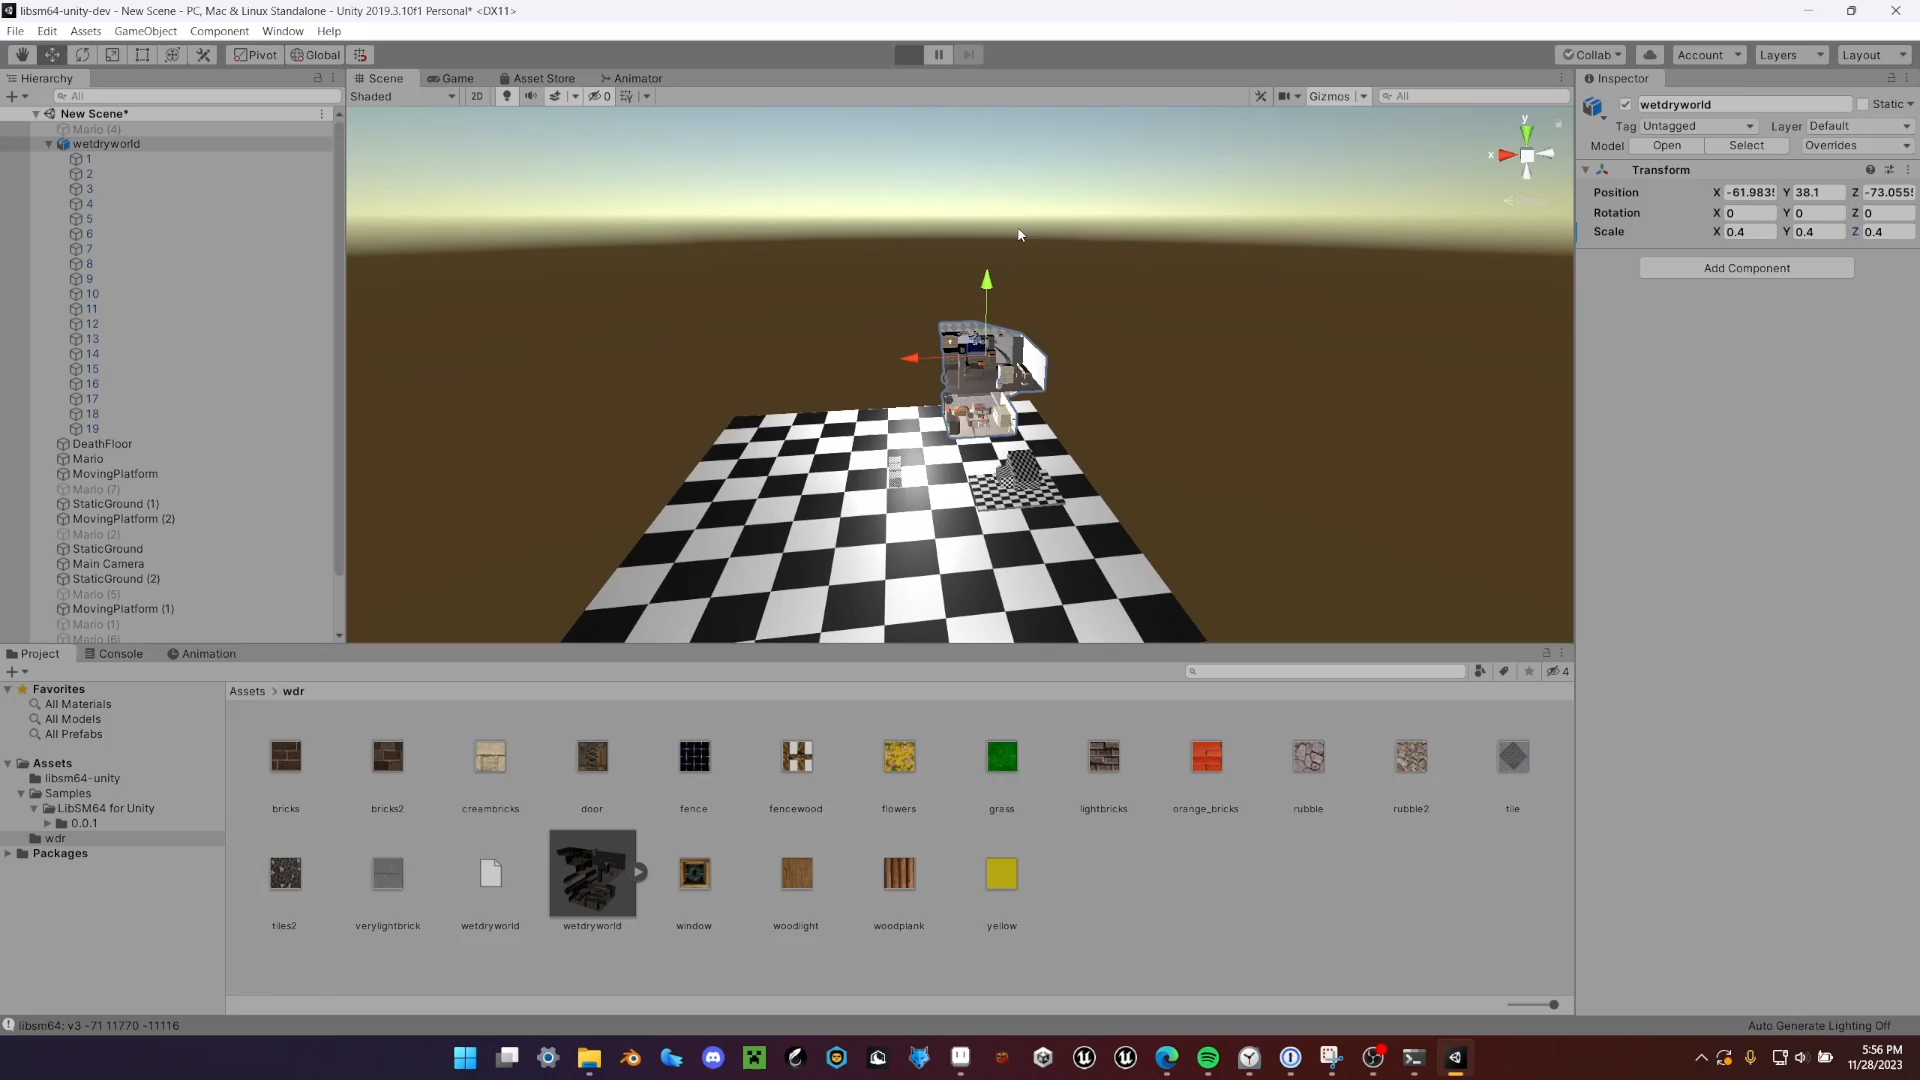 libsm64-unity-dev - New Scene - PC, Mac & Linux Standalone - Unity 2019.3.10f1 Personal* <DX11>
File Edit Assets GameObject Component Window Help
Pivot Global Collab Account Layers Layout
Hierarchy Scene Game Asset Store Animator Inspector
All Shaded 2D 0 Gizmos All
New Scene*
Mario (4)
wetdryworld
1
2
3
4
5
6
7
8
9
10
11
12
13
14
15
16
17
18
19
DeathFloor
Mario
MovingPlatform
Mario (7)
StaticGround (1)
MovingPlatform (2)
Mario (2)
StaticGround
Main Camera
StaticGround (2)
Mario (5)
MovingPlatform (1)
Mario (1)
Mario (6)
y
x
Persp
wetdryworld Static
Tag Untagged Layer Default
Model Open Select Overrides
Transform
Position X -61.983 Y 38.1 Z -73.055
Rotation X 0 Y 0 Z 0
Scale X 0.4 Y 0.4 Z 0.4
Add Component
Project Console Animation
4
Favorites
All Materials
All Models
All Prefabs
Assets
libsm64-unity
Samples
LibSM64 for Unity
0.0.1
wdr
Packages
Assets > wdr
bricks bricks2 creambricks door fence fencewood flowers grass lightbricks orange_bricks rubble rubble2 tile
tiles2 verylightbrick wetdryworld wetdryworld window woodlight woodplank yellow
libsm64: v3 -71 11770 -11116
Auto Generate Lighting Off
5:56 PM
11/28/2023